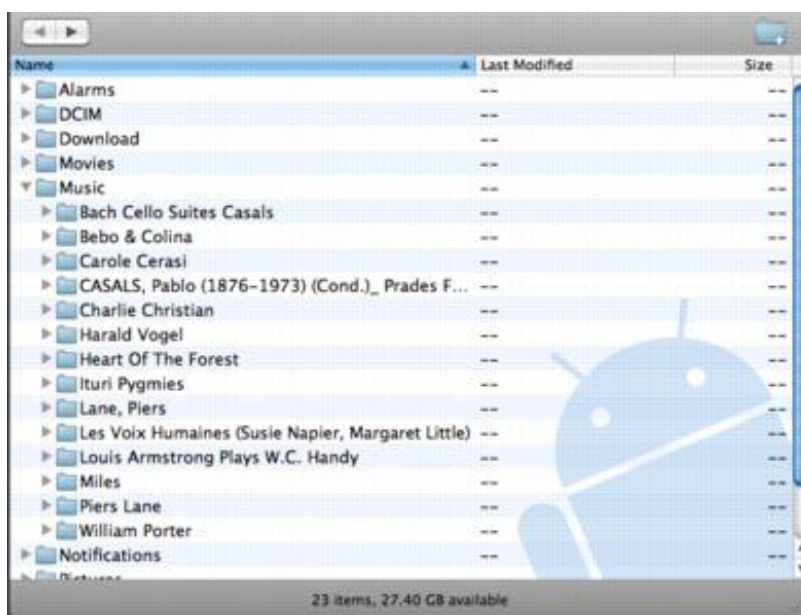 Name Last Modified Size
Alarms -- --
DCIM -- --
Download -- --
Movies -- --
Music -- --
Bach Cello Suites Casals -- --
Bebo & Colina -- --
Carole Cerasi -- --
CASALS, Pablo (1876-1973) (Cond.)_ Prades F... -- --
Charlie Christian -- --
Harald Vogel -- --
Heart Of The Forest -- --
Ituri Pygmies -- --
Lane, Piers -- --
Les Voix Humaines (Susie Napier, Margaret Little) -- --
Louis Armstrong Plays W.C. Handy -- --
Miles -- --
Piers Lane -- --
William Porter -- --
Notifications -- --
23 items, 27.40 GB available